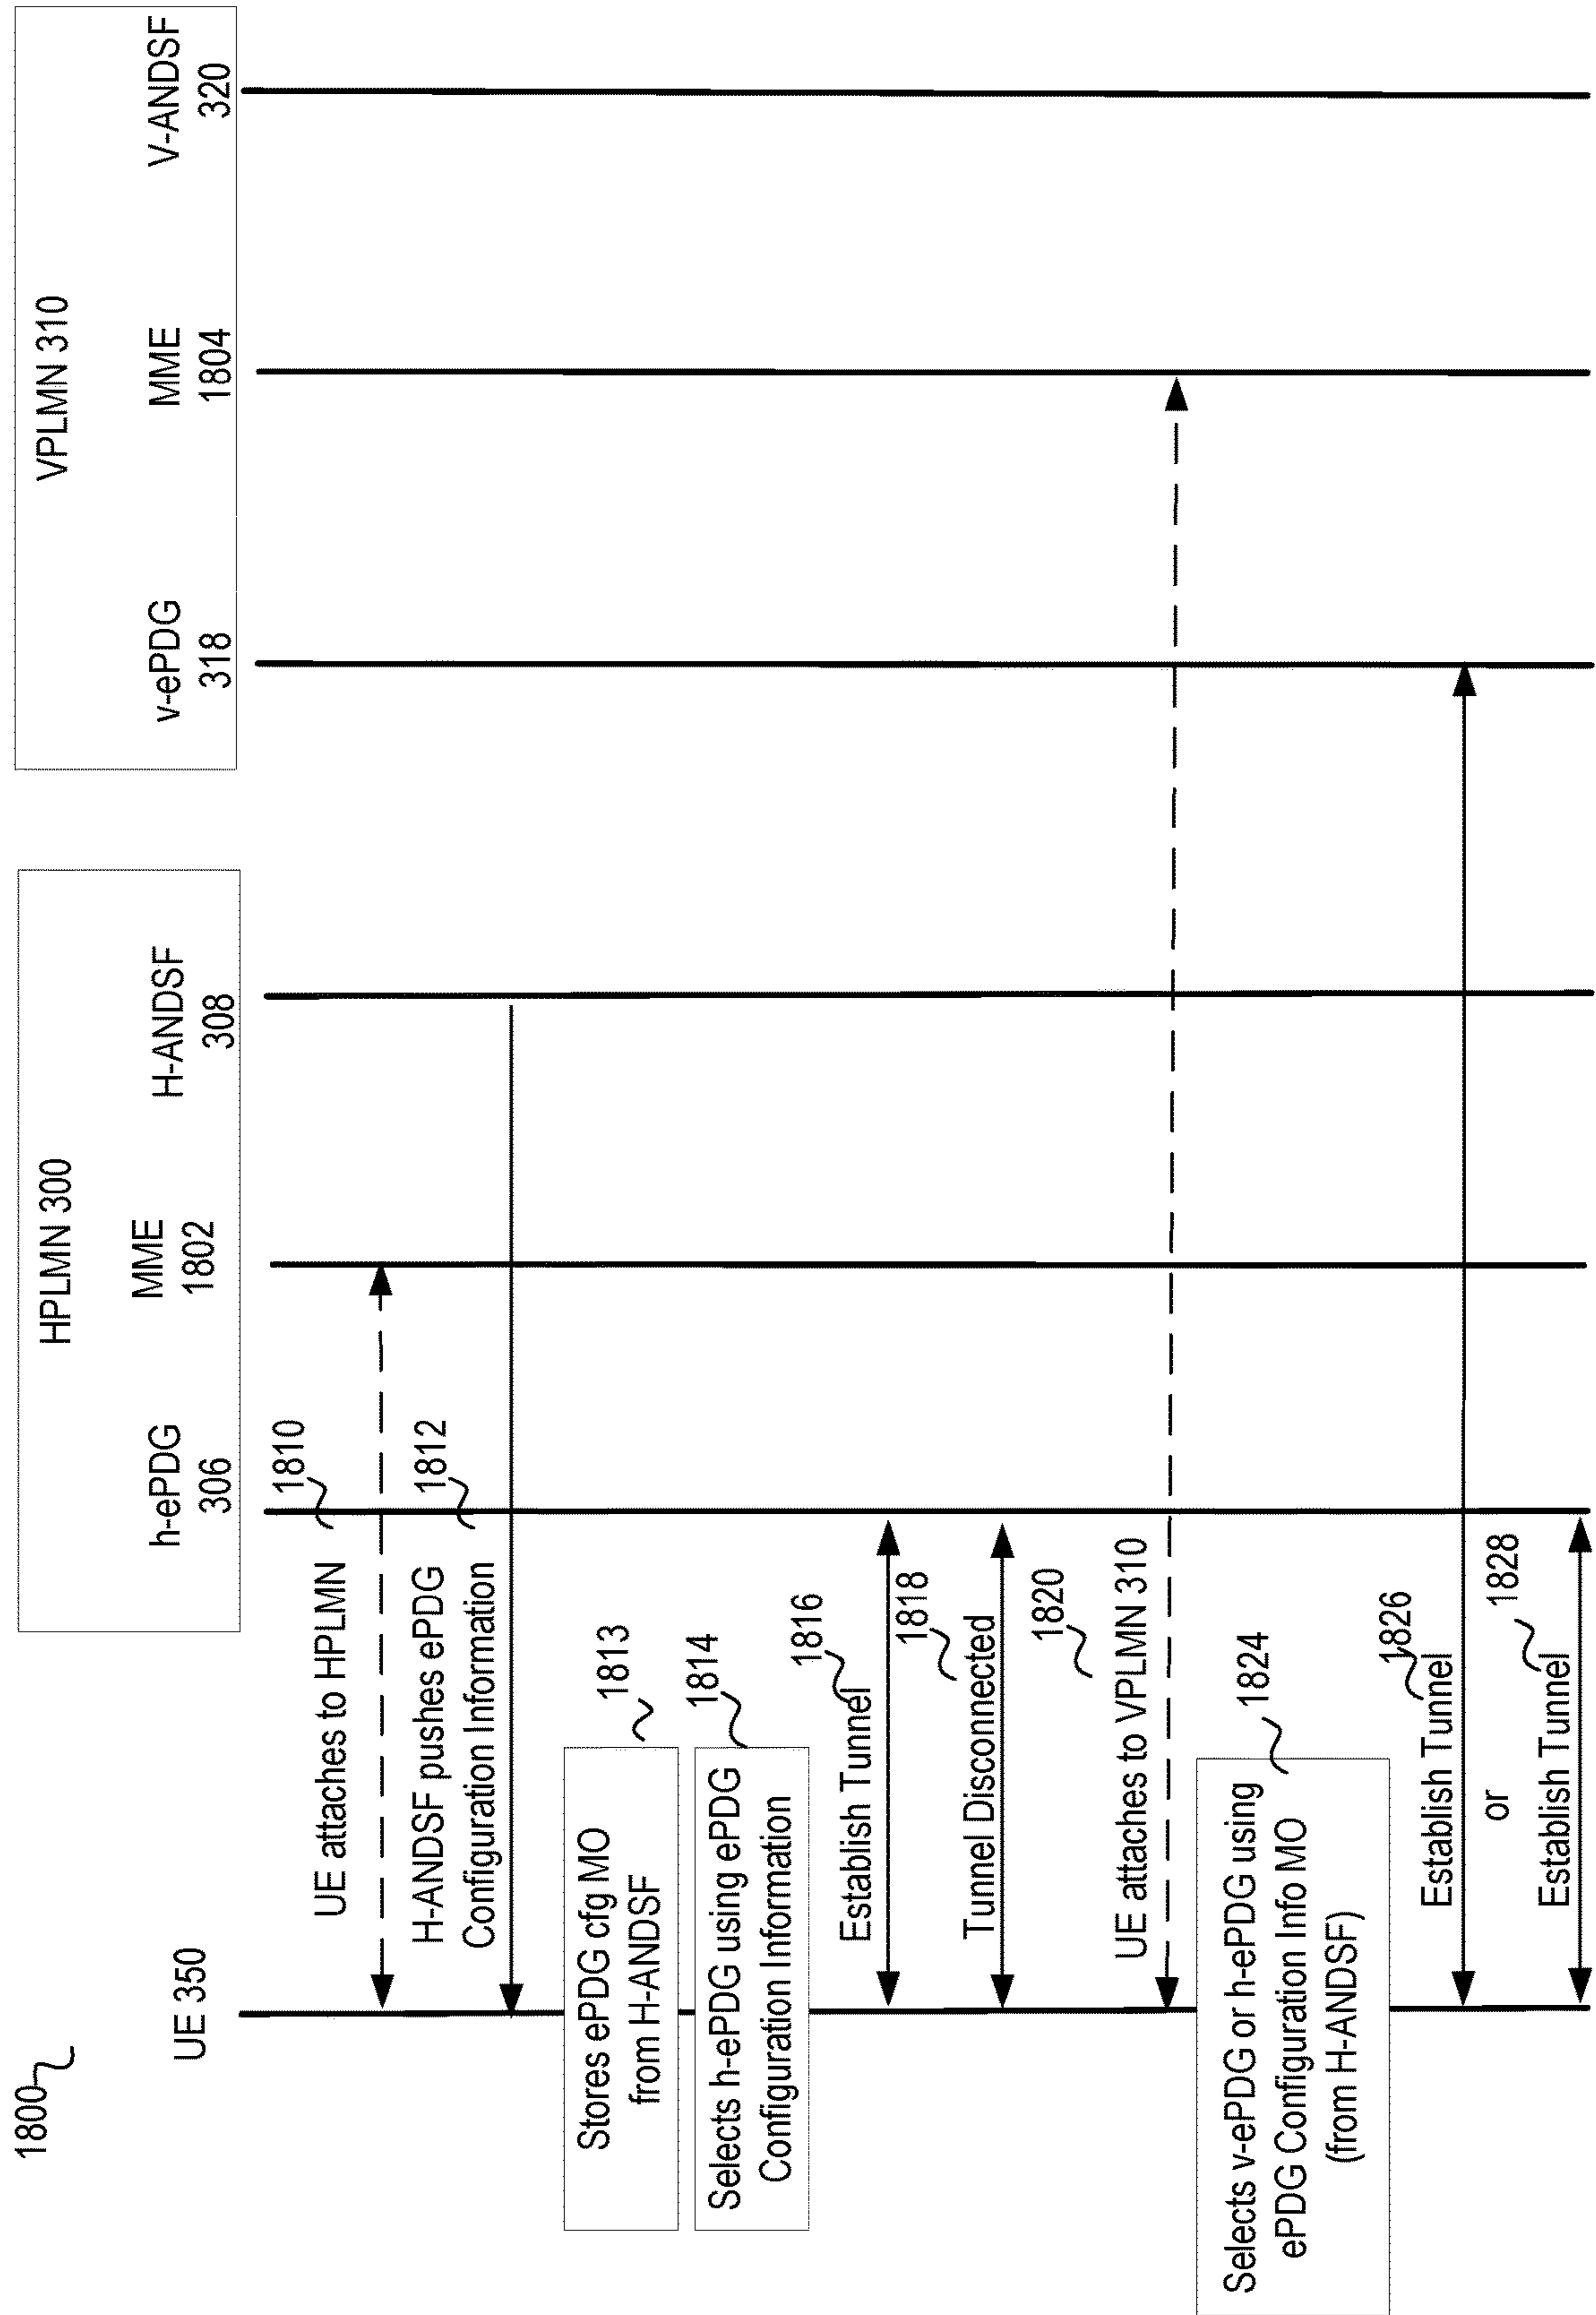 1800
HPLMN 300
VPLMN 310
UE 350
h-ePDG
306
MME
1802
H-ANDSF
308
v-ePDG
318
MME
1804
V-ANDSF
320
1810
UE attaches to HPLMN
1812
H-ANDSF pushes ePDG
Configuration Information
1813
Stores ePDG cfg MO
from H-ANDSF
1814
Selects h-ePDG using ePDG
Configuration Information
1816
Establish Tunnel
1818
Tunnel Disconnected
1820
UE attaches to VPLMN 310
1824
Selects v-ePDG or h-ePDG using
ePDG Configuration Info MO
(from H-ANDSF)
1826
Establish Tunnel
or
1828
Establish Tunnel